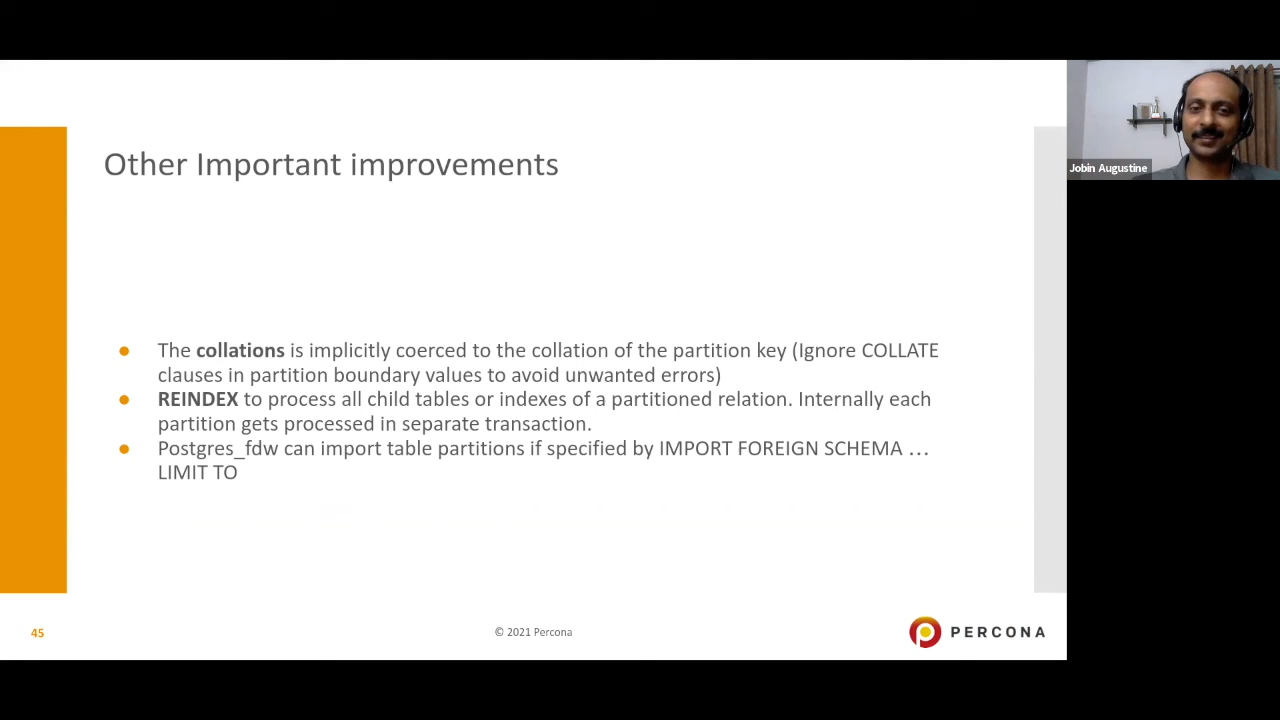 Other Important improvements
● The collations is implicitly coerced to the collation of the partition key (Ignore COLLATE
clauses in partition boundary values to avoid unwanted errors)
● REINDEX to process all child tables or indexes of a partitioned relation. Internally each
partition gets processed in separate transaction.
● Postgres_fdw can import table partitions if specified by IMPORT FOREIGN SCHEMA …
LIMIT TO
45
© 2021 Percona
PERCONA
Jobin Augustine